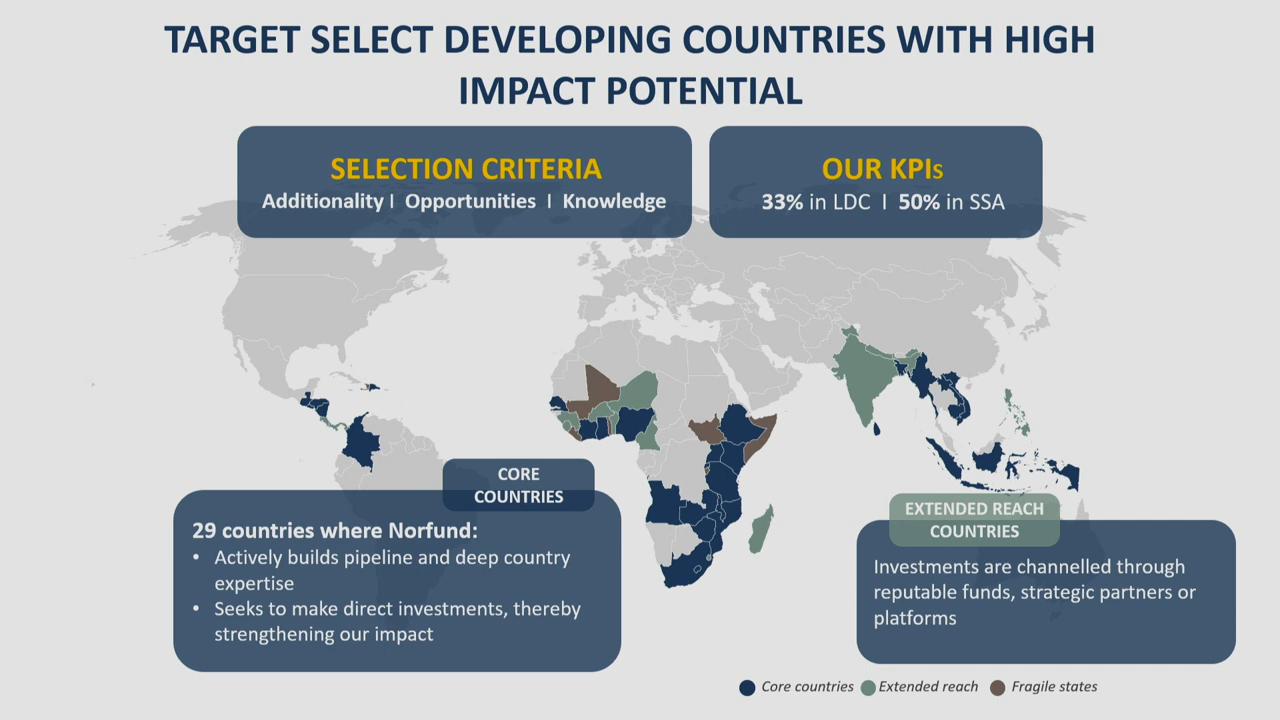 TARGET SELECT DEVELOPING COUNTRIES WITH HIGH
IMPACT POTENTIAL
SELECTION CRITERIA
Additionality I Opportunities I Knowledge
OUR KPIs
33% in LDC I 50% in SSA
CORE
COUNTRIES
29 countries where Norfund:
• Actively builds pipeline and deep country
expertise
• Seeks to make direct investments, thereby
strengthening our impact
EXTENDED REACH
COUNTRIES
Investments are channelled through
reputable funds, strategic partners or
platforms
Core countries Extended reach Fragile states